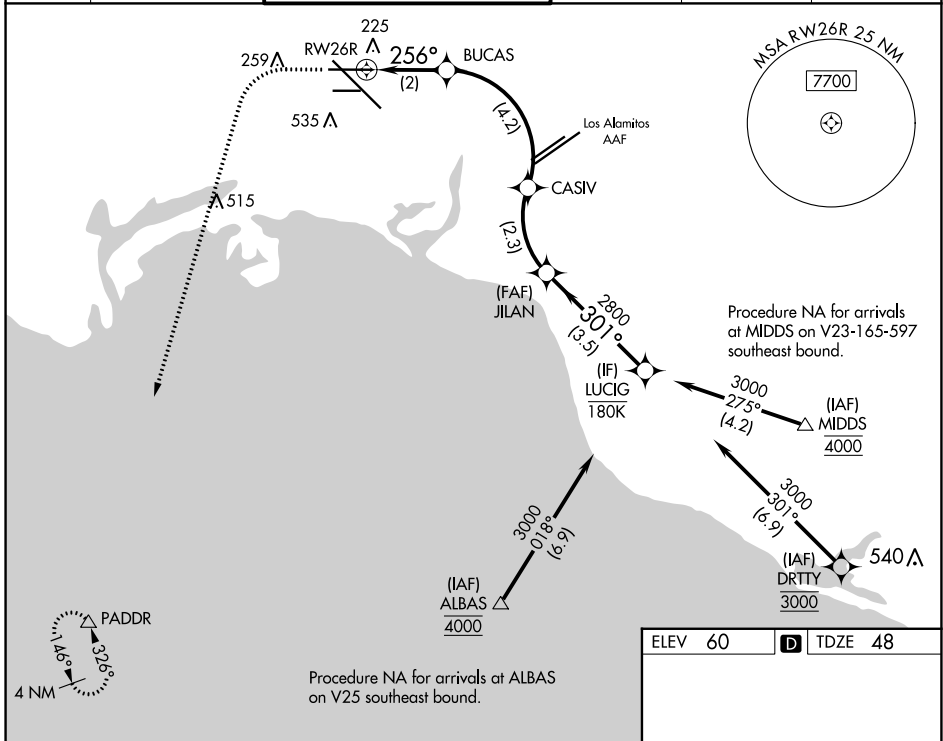 225
RW26R
256°
BUCAS
(2)
259
535
(4.2)
Los Alamitos
AAF
MSA RW26R 25 NM
7700
CASIV
515
(2.3)
(FAF)
JILAN
2800
301°
(3.5)
(IF)
LUCIG
180K
Procedure NA for arrivals
at MIDDS on V23-165-597
southeast bound.
3000
275°
(4.2)
(IAF)
MIDDS
4000
3000
301°
(6.9)
(IAF)
DRTTY
3000
540
3000
018°
(6.9)
(IAF)
ALBAS
4000
PADDR
146°
326°
4 NM
Procedure NA for arrivals at ALBAS
on V25 southeast bound.
ELEV 60 D TDZE 48